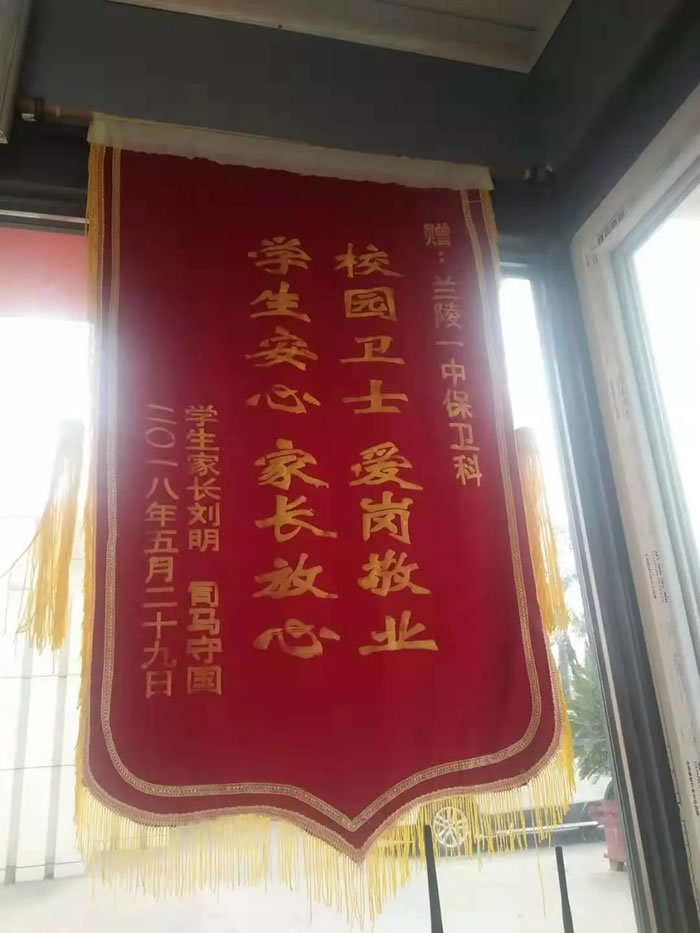 赠：兰陵一中保卫科
校园卫士 爱岗敬业
学生安心 家长放心
学生家长刘明 司马守国
二〇一八年五月二十九日